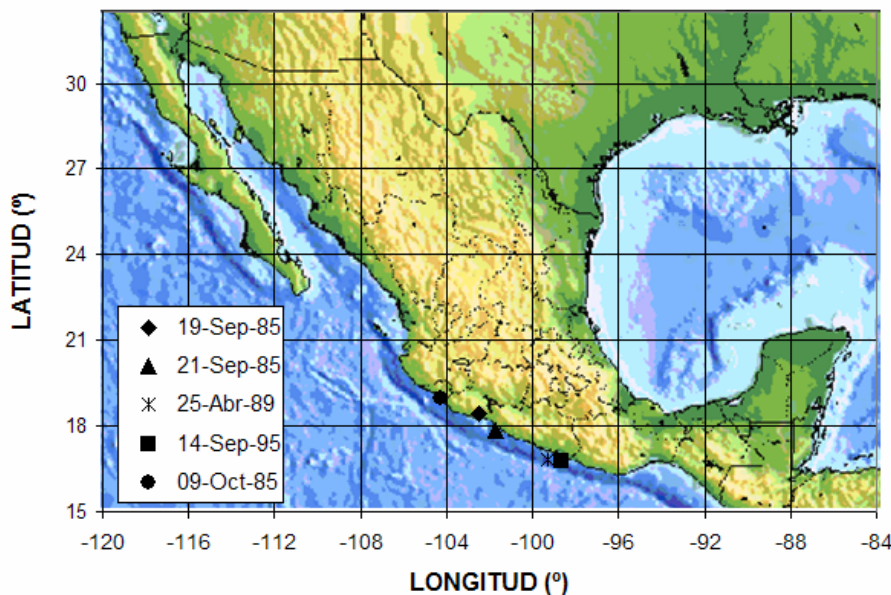 LATITUD (º)
30
27
24
21
18
15
19-Sep-85
21-Sep-85
25-Abr-89
14-Sep-95
09-Oct-85
-120 -116 -112 -108 -104 -100 -96 -92 -88 -84
LONGITUD (º)